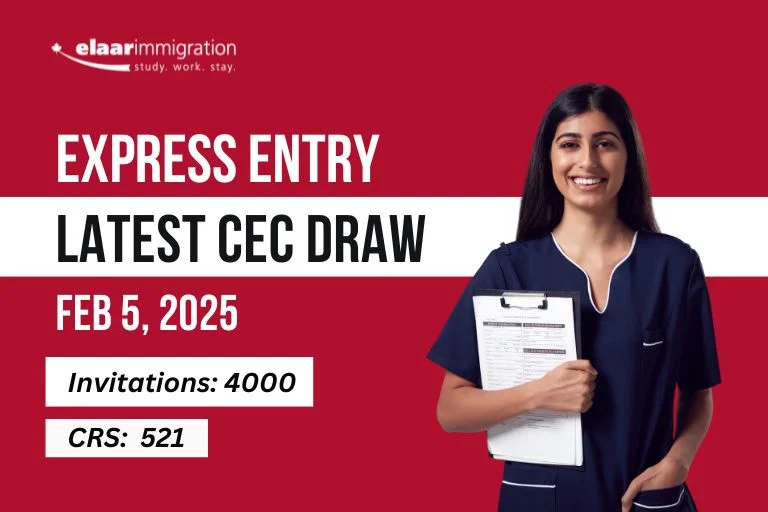 elaarimmigration
study. work. stay.
EXPRESS ENTRY
LATEST CEC DRAW
FEB 5, 2025
Invitations: 4000
CRS: 521